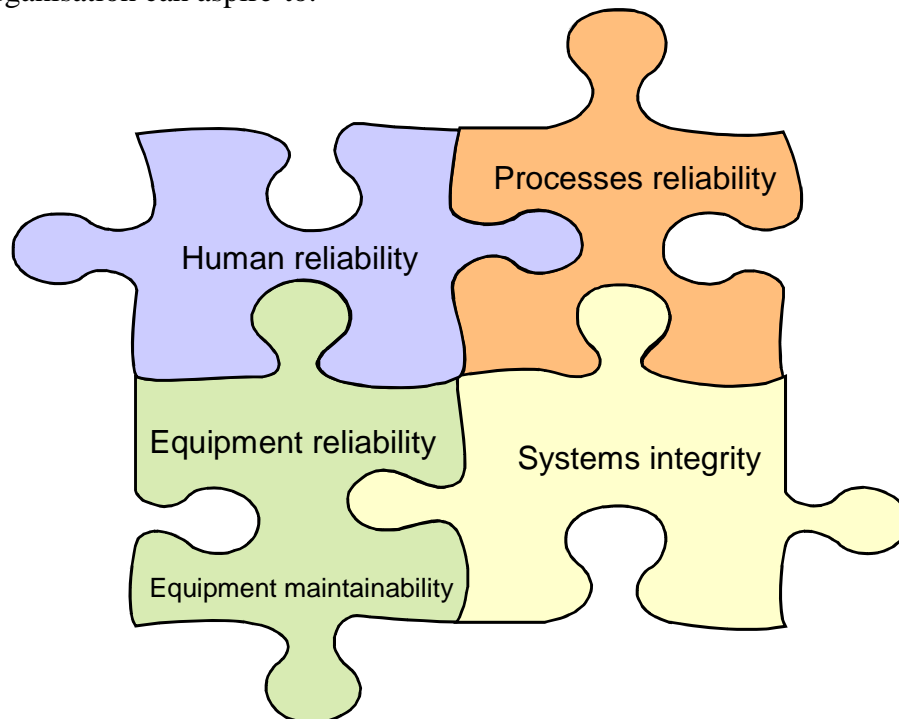 organisation can aspire to.
Processes reliability
Human reliability
Equipment reliability
Systems integrity
Equipment maintainability